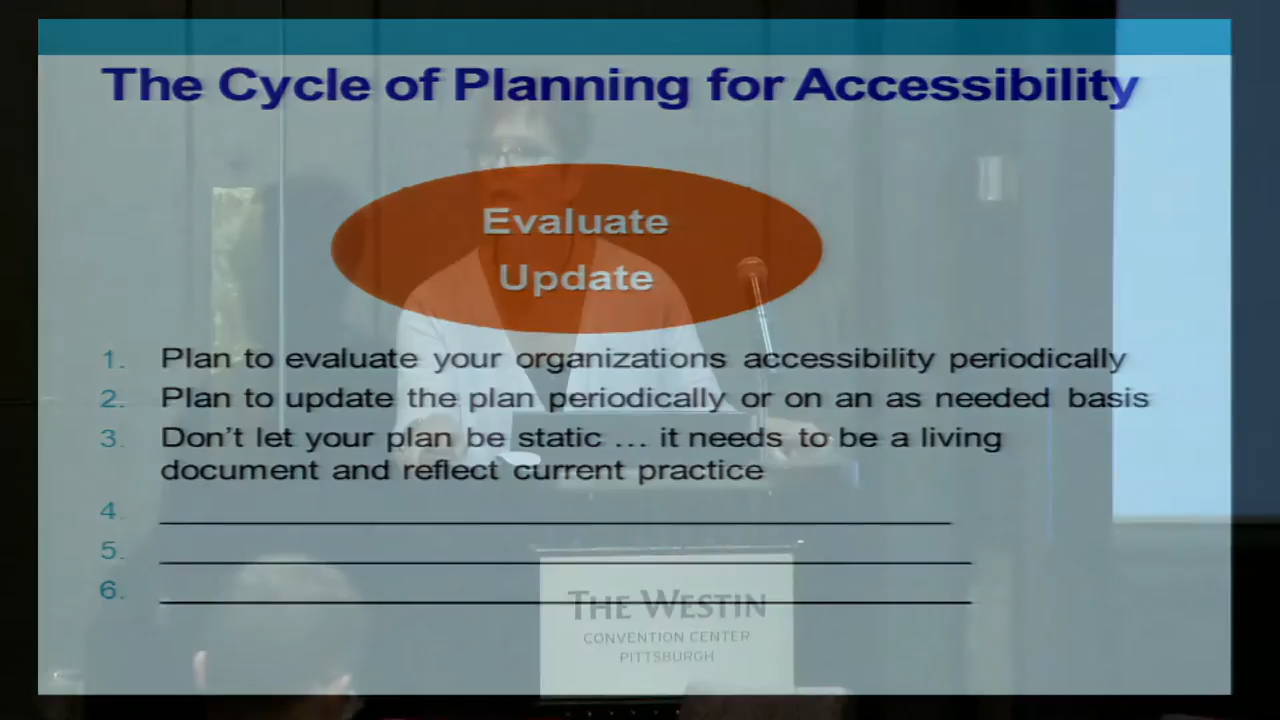 The Cycle of Planning for Accessibility
Evaluate
Update
1. Plan to evaluate your organizations accessibility periodically
2. Plan to update the plan periodically or on an as needed basis
3. Don't let your plan be static ... it needs to be a living
document and reflect current practice
4.
5.
6.
THE WESTIN
CONVENTION CENTER
PITTSBURGH